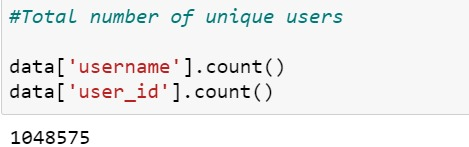 #Total number of unique users
data['username'].count()
data['user_id'].count()
1048575